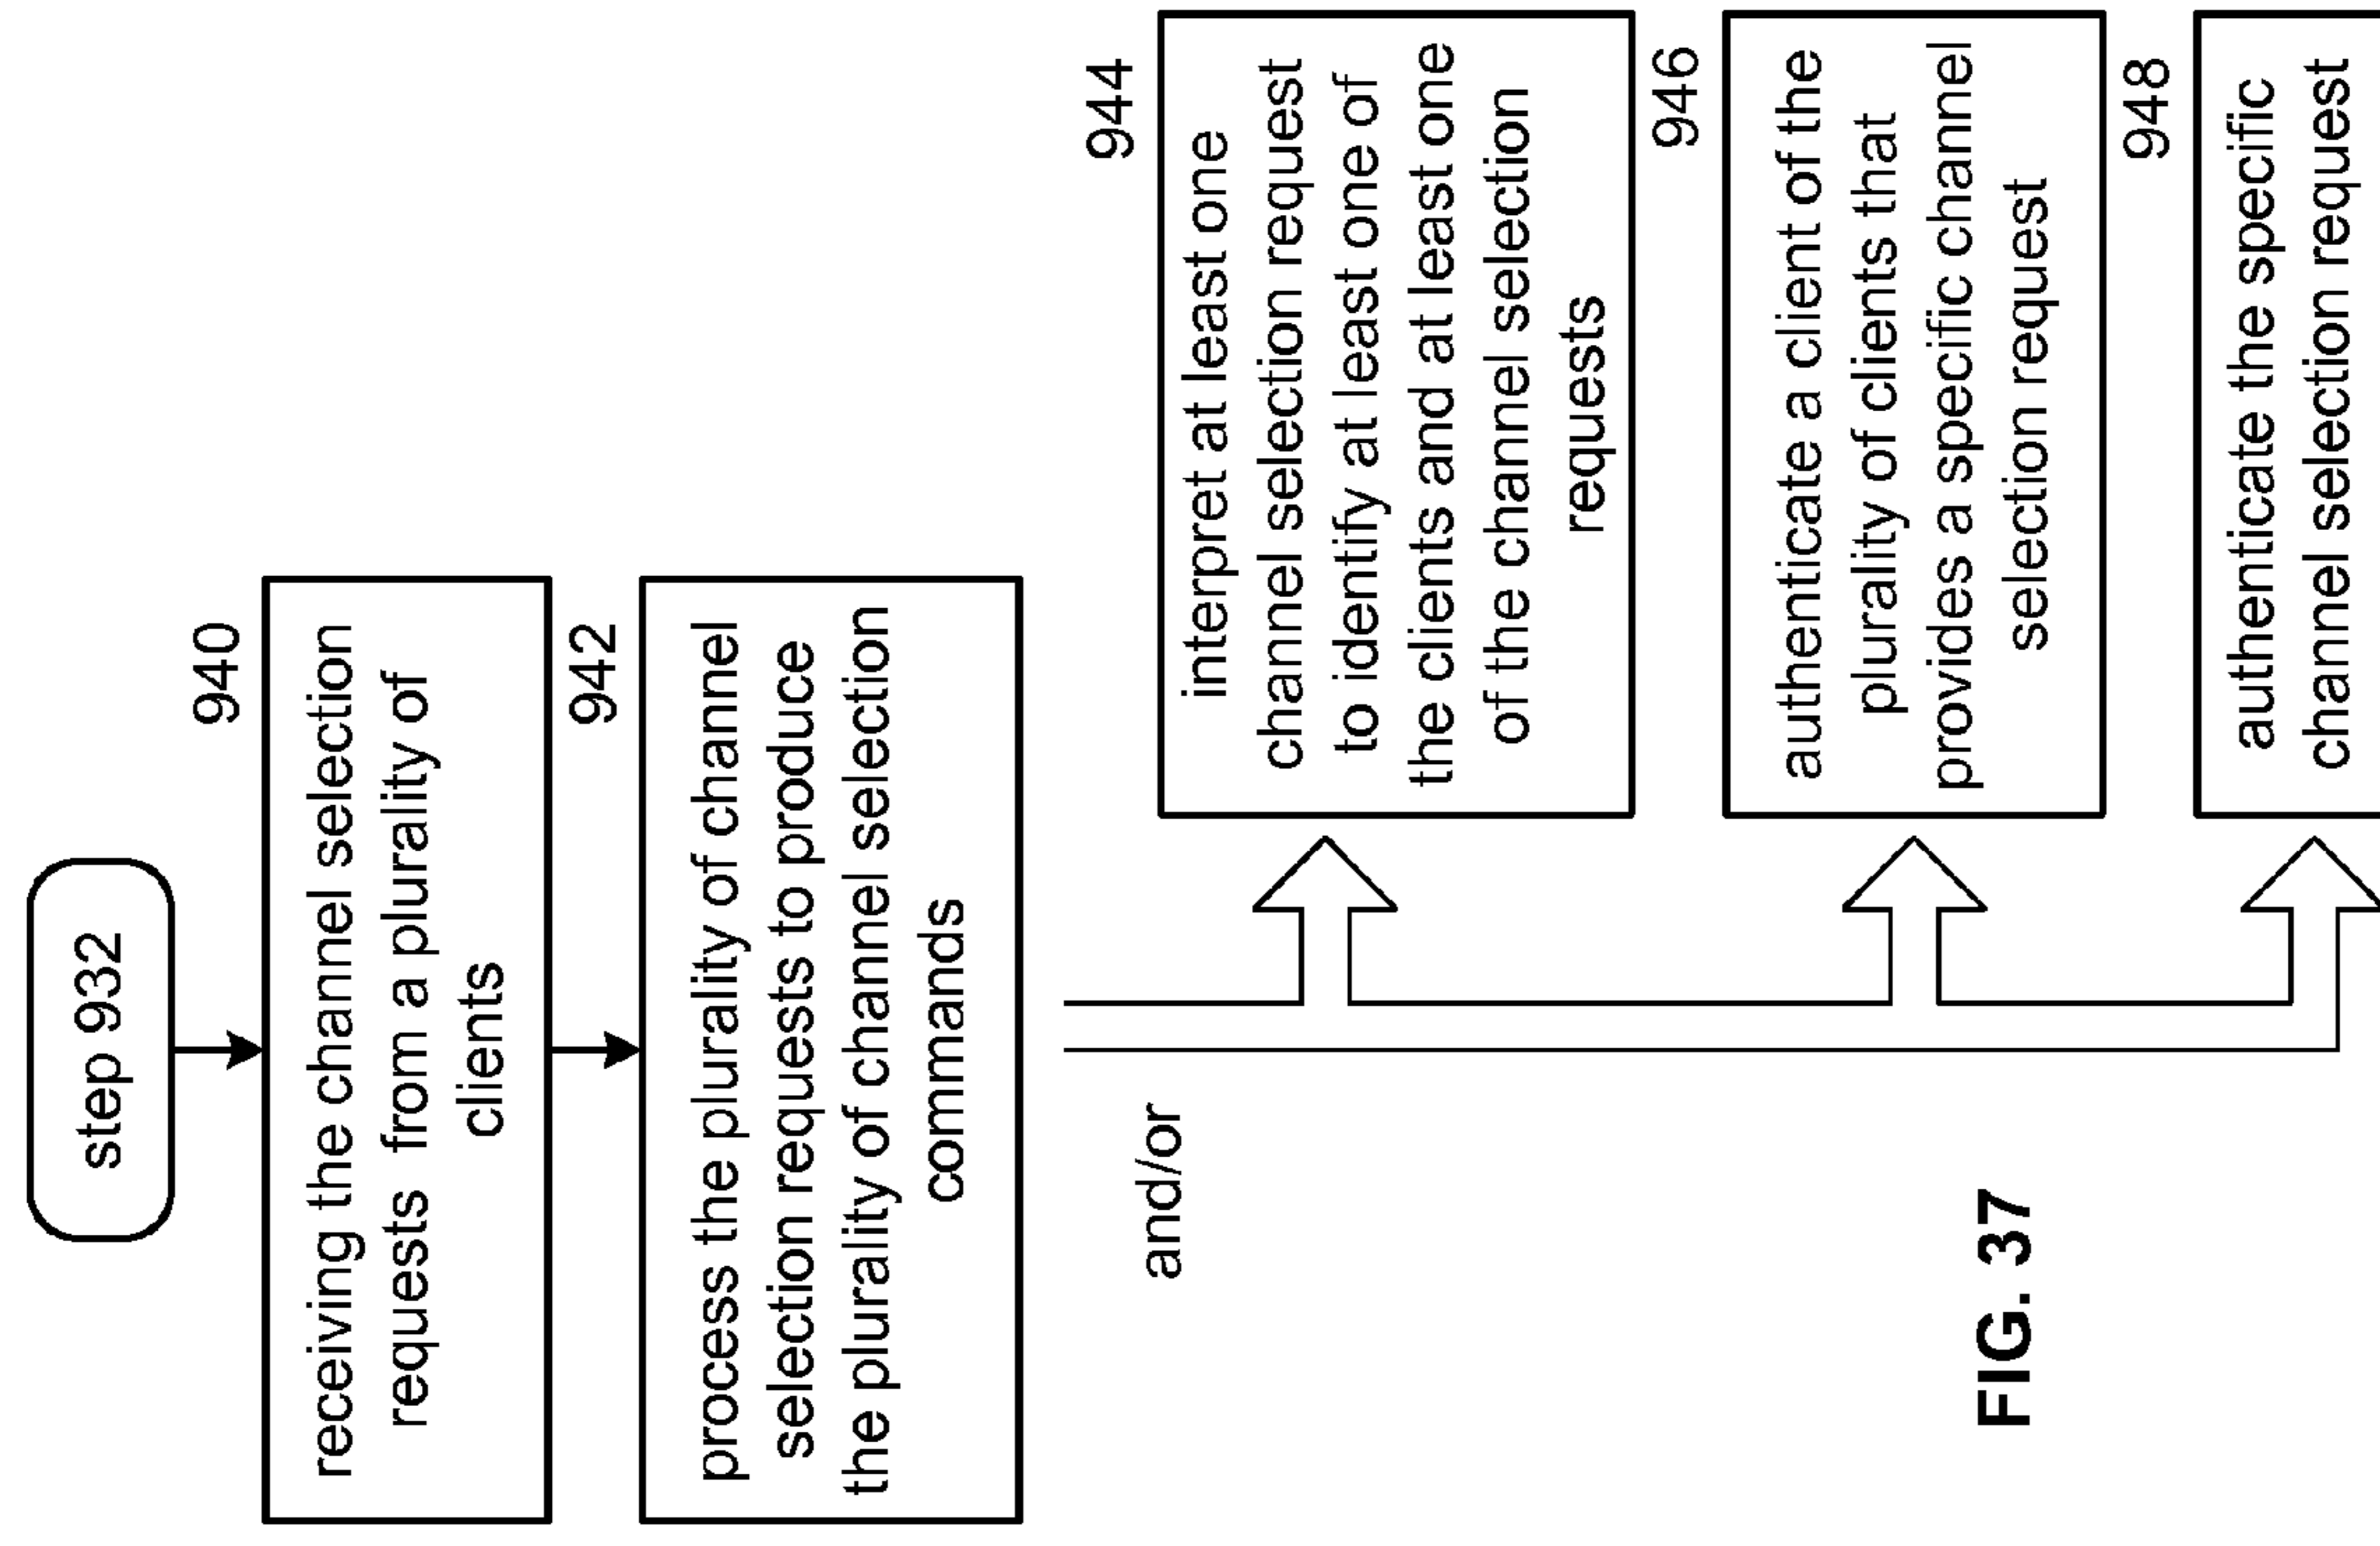 step 932
940
receiving the channel selection
requests from a plurality of
clients
942
process the plurality of channel
selection requests to produce
the plurality of channel selection
commands
and/or
944
interpret at least one
channel selection request
to identify at least one of
the clients and at least one
of the channel selection
requests
946
authenticate a client of the
plurality of clients that
provides a specific channel
selection request
948
authenticate the specific
channel selection request
FIG. 37